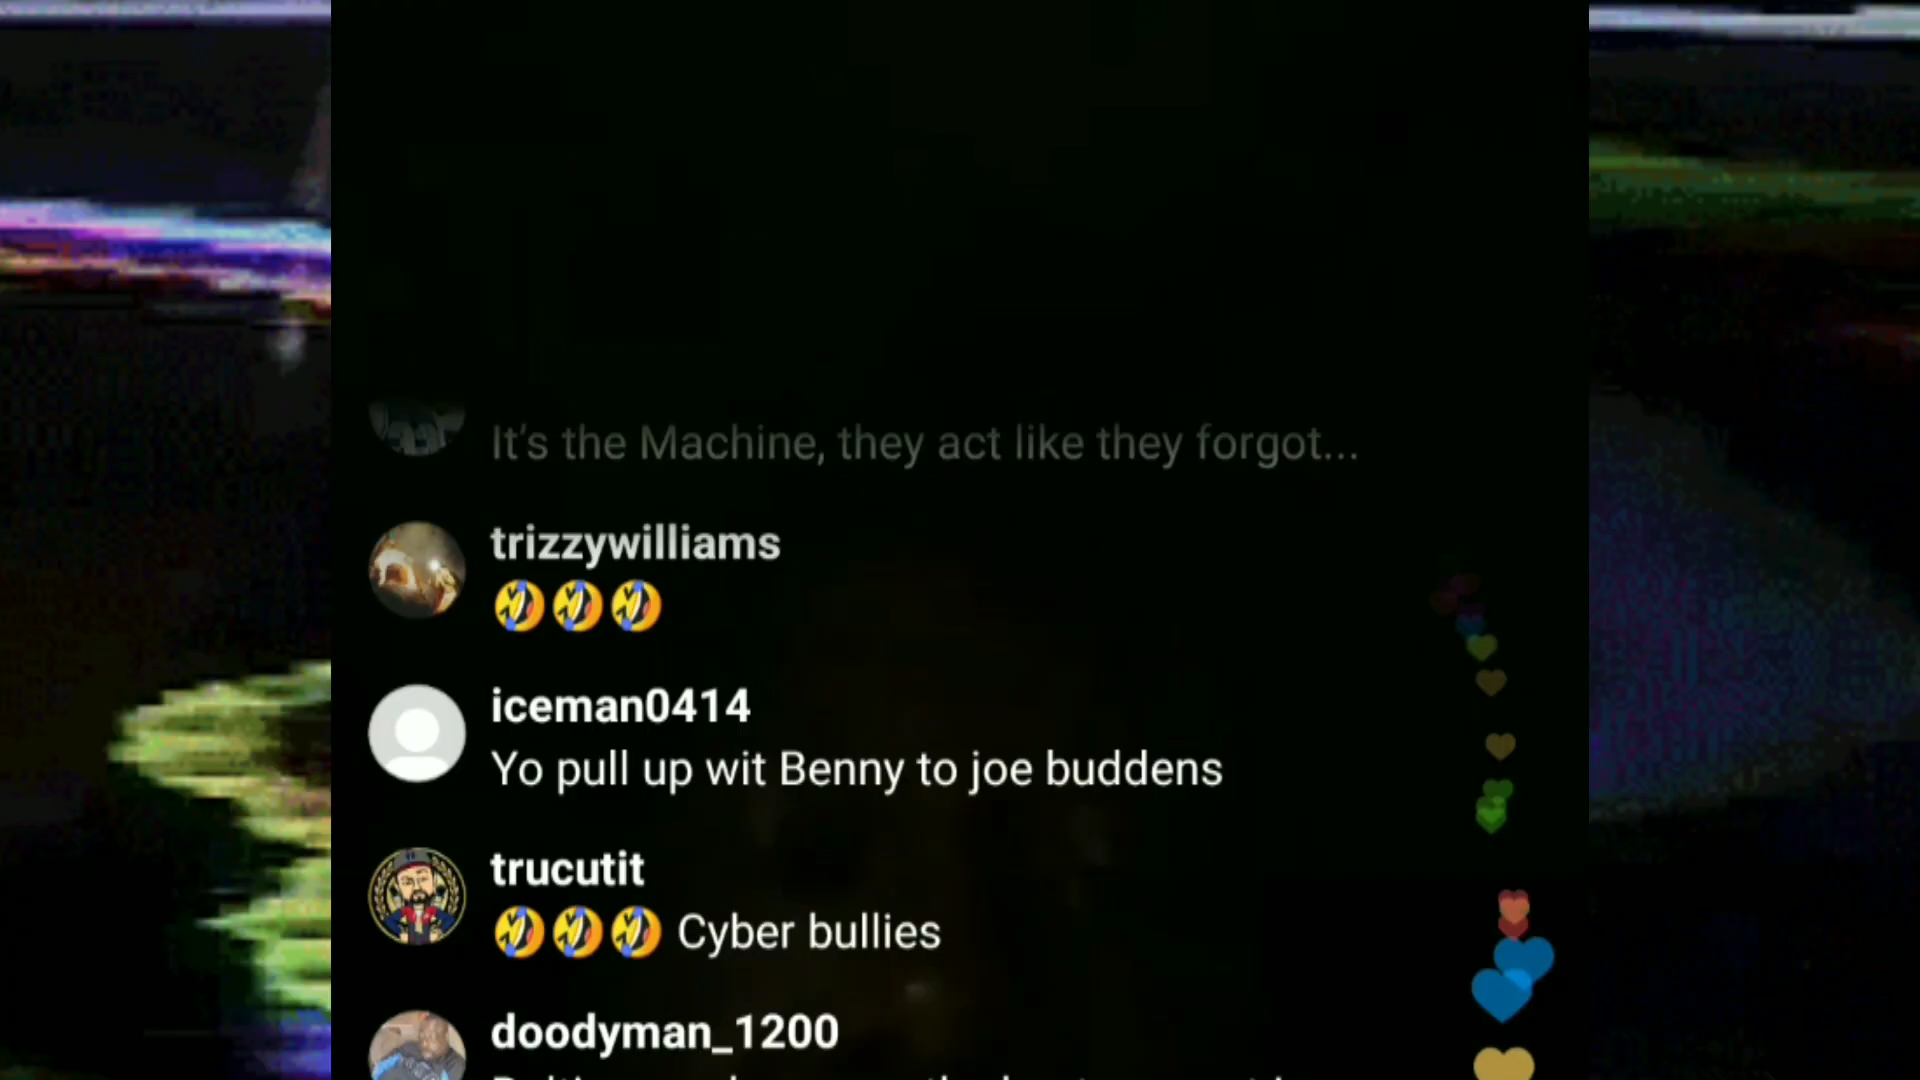 It's the Machine, they act like they forgot...
trizzywilliams
🤣🤣🤣
iceman0414
Yo pull up wit Benny to joe buddens
trucutit
🤣🤣🤣 Cyber bullies
doodyman_1200